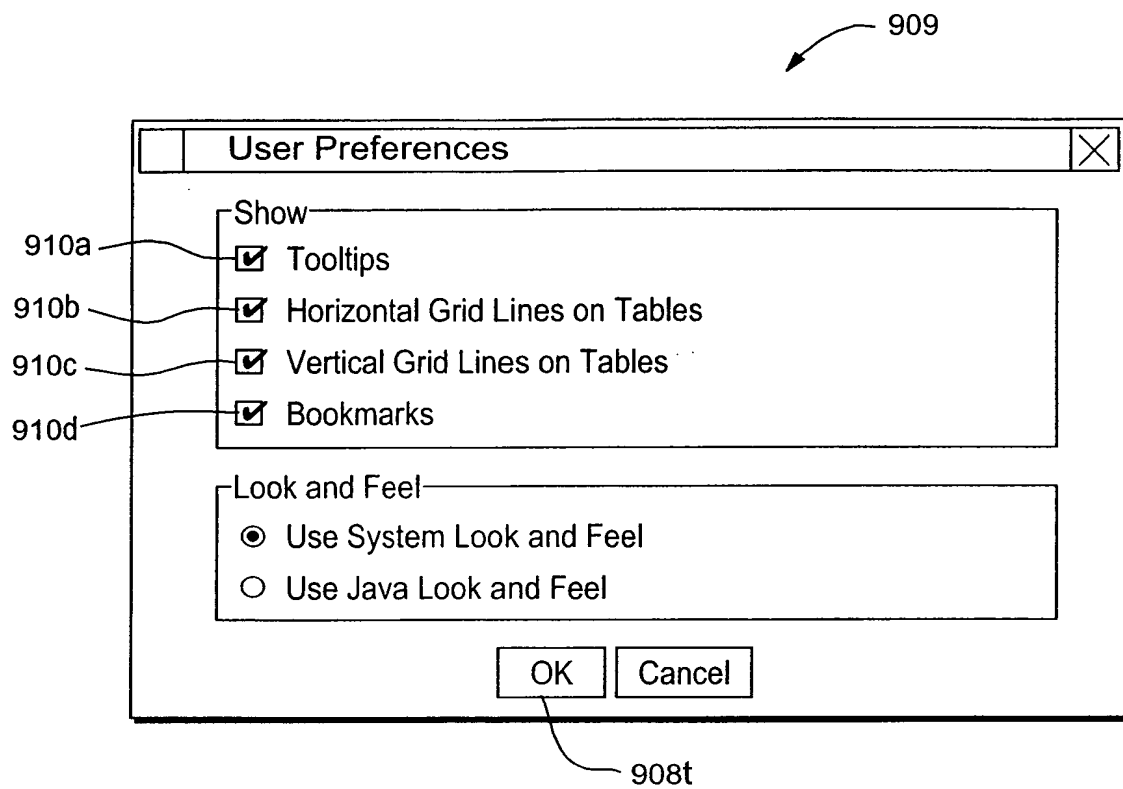 909
User Preferences
Show
910a Tooltips
910b Horizontal Grid Lines on Tables
910c Vertical Grid Lines on Tables
910d Bookmarks
Look and Feel
Use System Look and Feel
Use Java Look and Feel
OK Cancel
908t